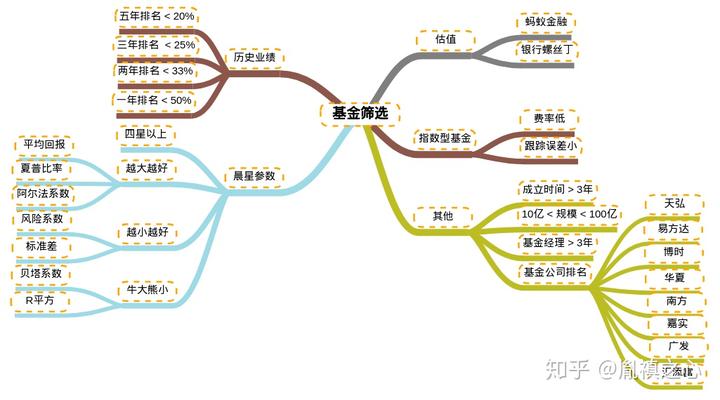 基金筛选
历史业绩
五年排名 < 20%
三年排名 < 25%
两年排名 < 33%
一年排名 < 50%
晨星参数
四星以上
越大越好
平均回报
夏普比率
阿尔法系数
越小越好
风险系数
标准差
牛大熊小
贝塔系数
R平方
估值
蚂蚁金融
银行螺丝丁
指数型基金
费率低
跟踪误差小
其他
成立时间 > 3年
10亿 < 规模 < 100亿
基金经理 > 3年
基金公司排名
天弘
易方达
博时
华夏
南方
嘉实
广发
汇添富
知乎 @胤禛之心